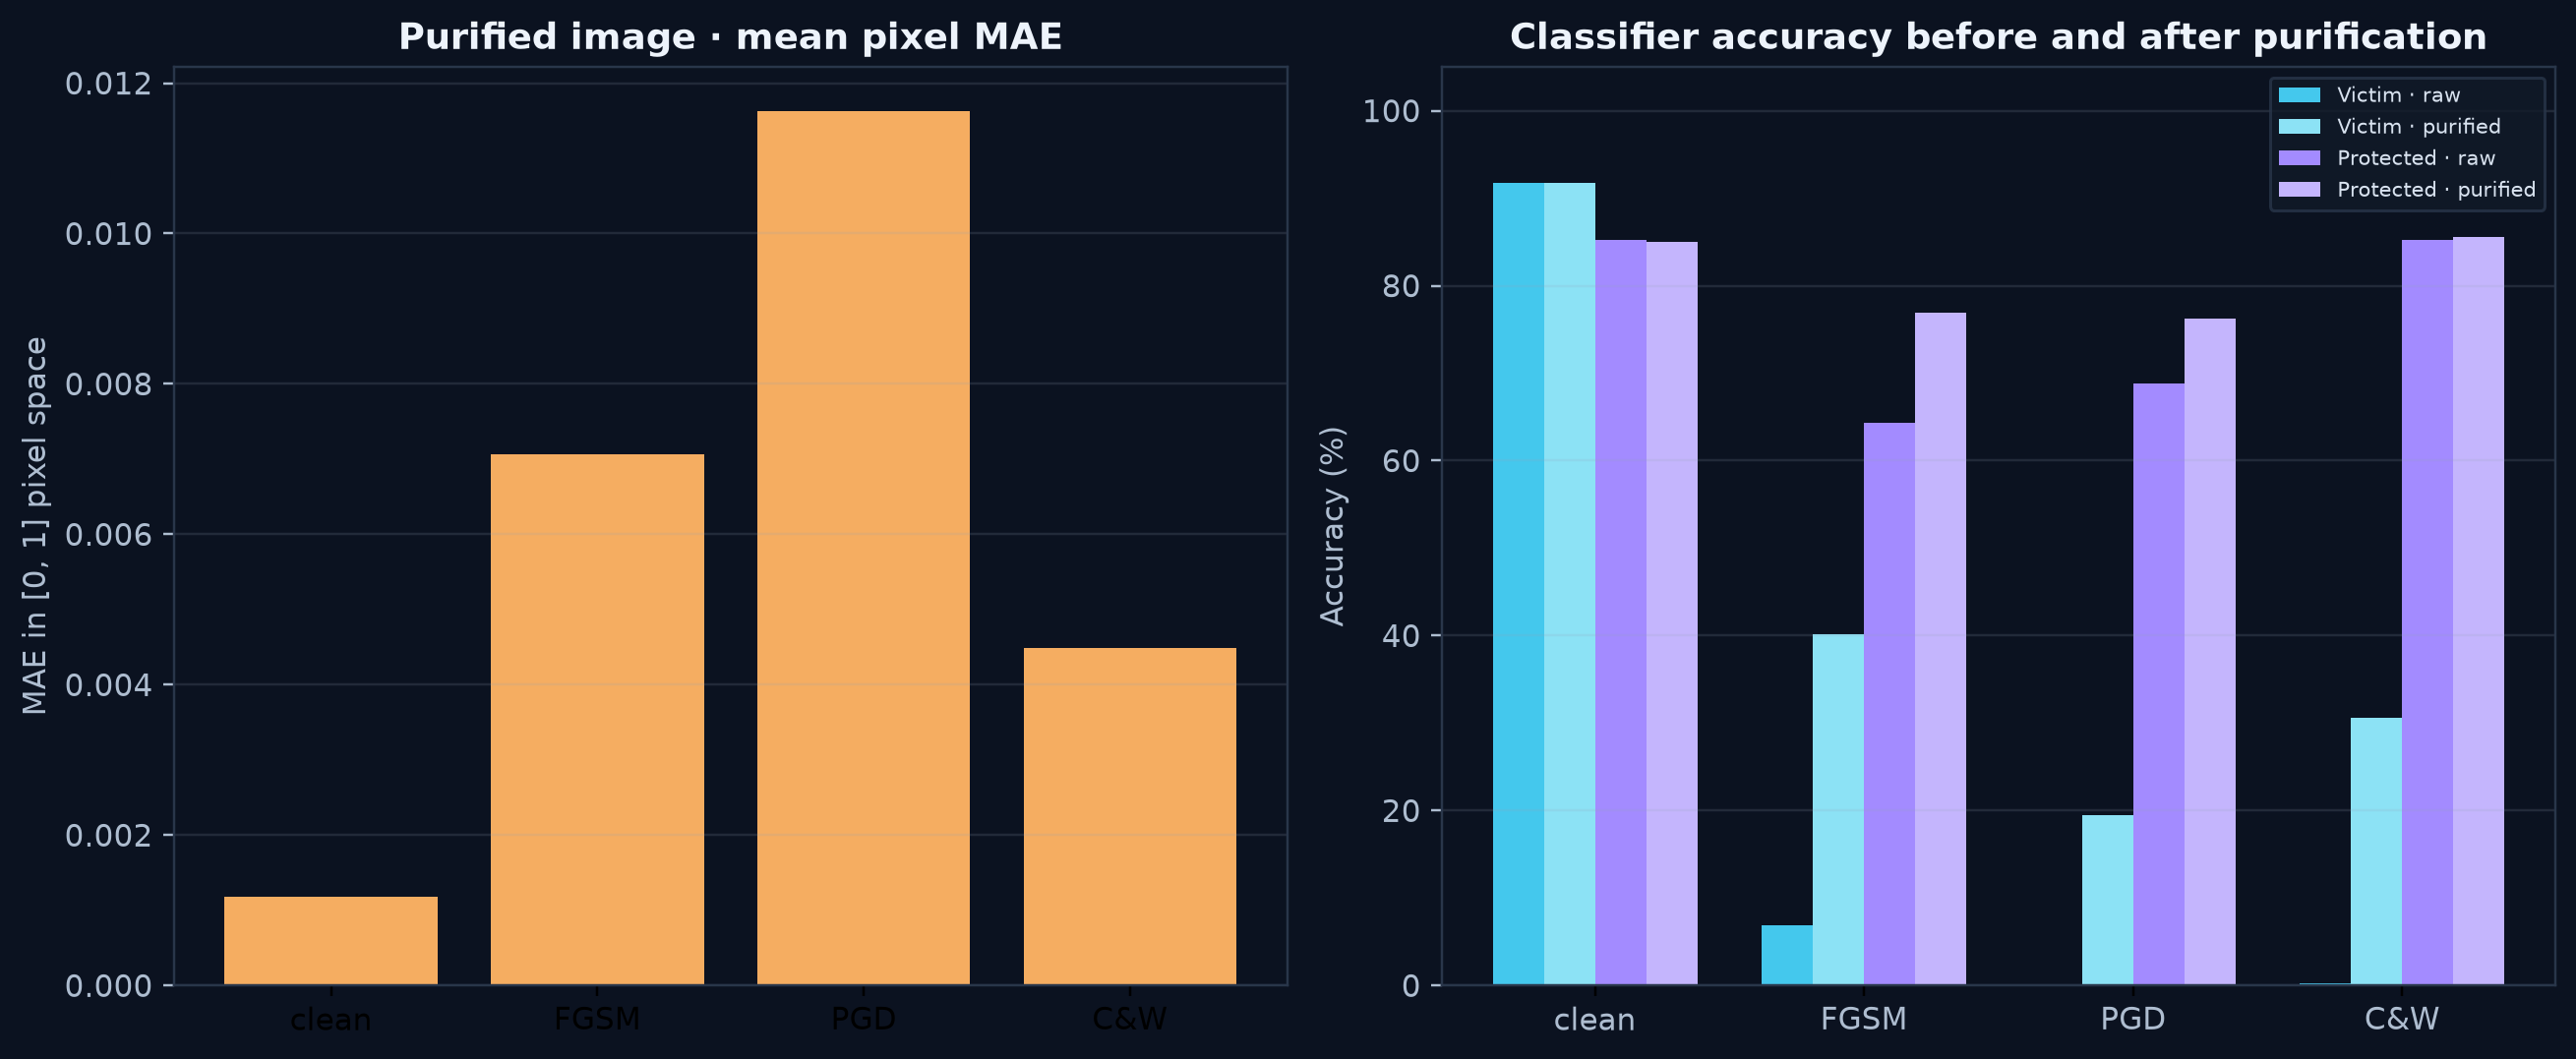 Purified image · mean pixel MAE
MAE in [0, 1] pixel space
0.012
0.010
0.008
0.006
0.004
0.002
0.000
clean FGSM PGD C&W
Classifier accuracy before and after purification
Accuracy (%)
100
80
60
40
20
0
Victim · raw
Victim · purified
Protected · raw
Protected · purified
clean FGSM PGD C&W